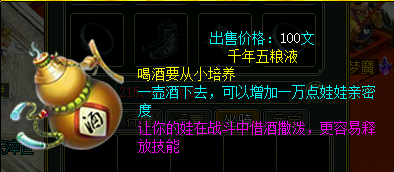 出售价格：100文
千年五粮液
喝酒要从小培养
一壶酒下去，可以增加一万点娃娃亲密
度
让你的娃在战斗中借酒撒泼，更容易释
放技能
酒
梦魔